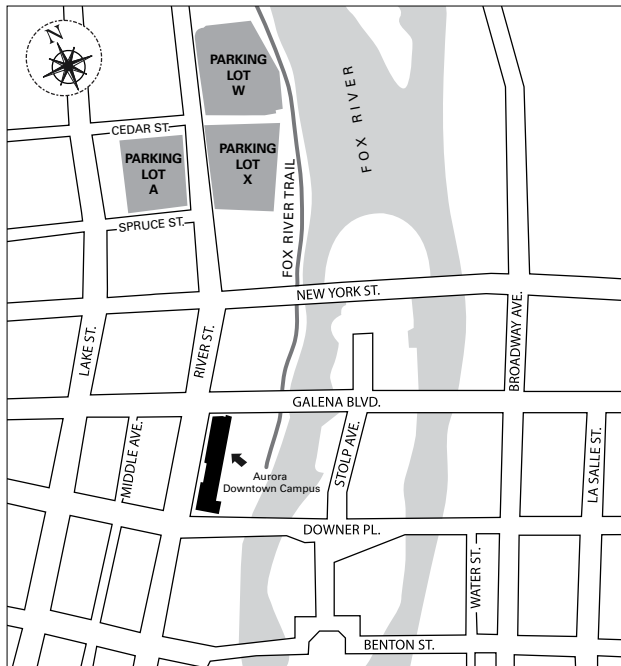 N
PARKING
LOT
W
FOX RIVER
CEDAR ST.
PARKING
LOT
A
PARKING
LOT
X
SPRUCE ST.
FOX RIVER TRAIL
NEW YORK ST.
LAKE ST.
RIVER ST.
BROADWAY AVE.
GALENA BLVD.
MIDDLE AVE.
STOLP AVE.
LA SALLE ST.
Aurora
Downtown Campus
DOWNER PL.
WATER ST.
BENTON ST.